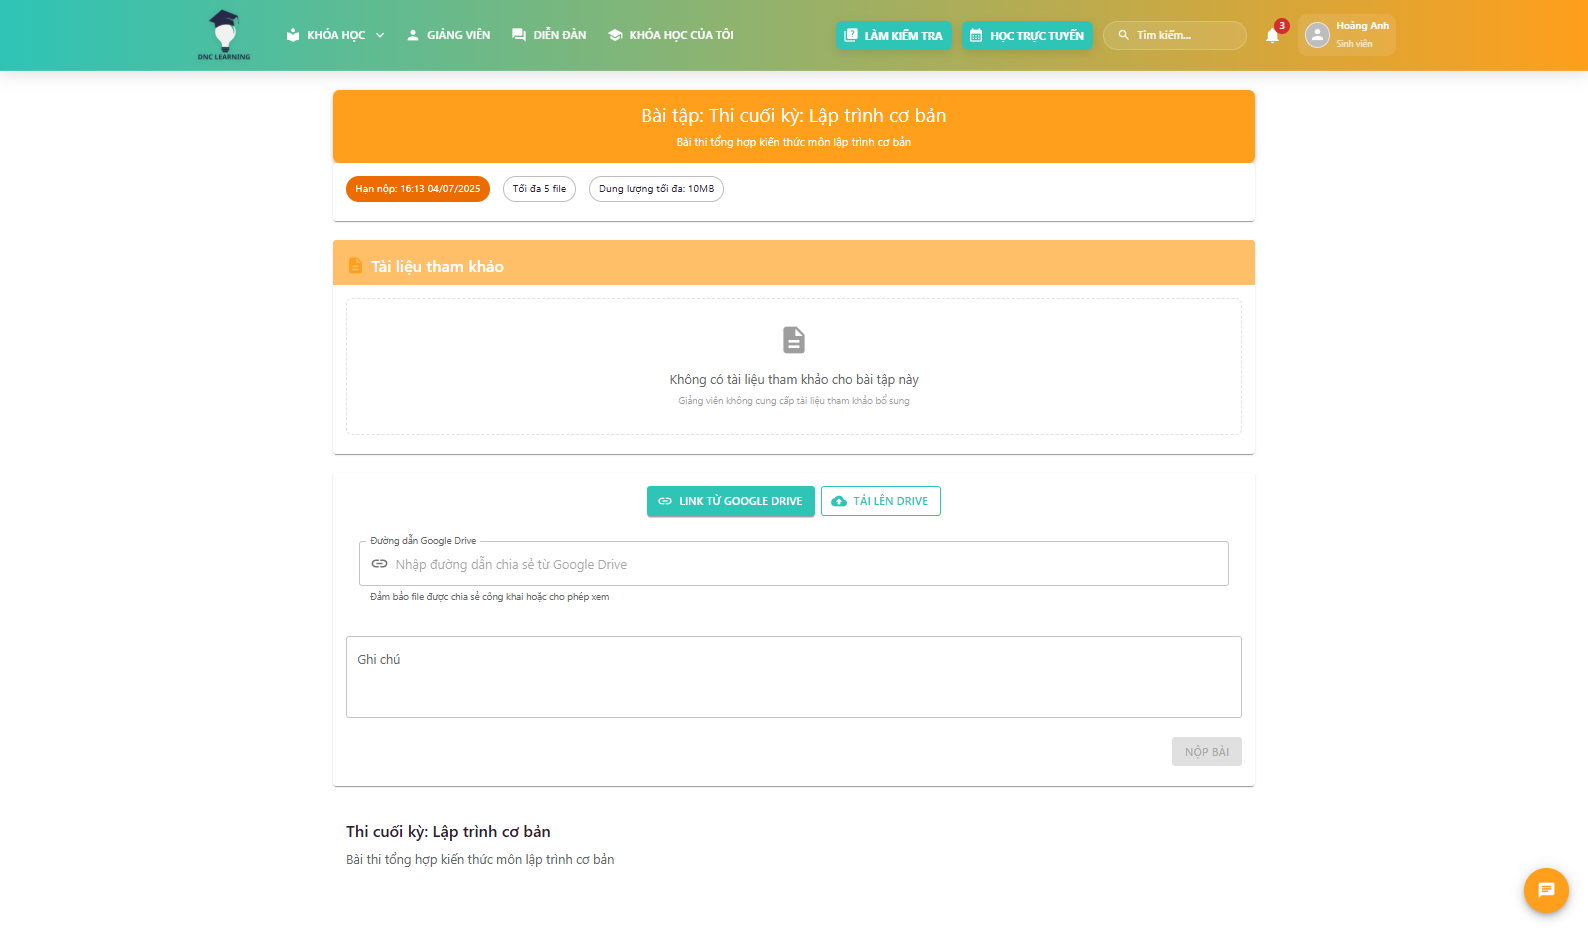 DNC LEARNING
KHÓA HỌC
GIẢNG VIÊN
DIỄN ĐÀN
KHÓA HỌC CỦA TÔI
LÀM KIỂM TRA
HỌC TRỰC TUYẾN
Tìm kiếm...
3
Hoàng Anh
Sinh viên
Bài tập: Thi cuối kỳ: Lập trình cơ bản
Bài thi tổng hợp kiến thức môn lập trình cơ bản
Hạn nộp: 16:13 04/07/2025
Tối đa 5 file
Dung lượng tối đa: 10MB
Tài liệu tham khảo
Không có tài liệu tham khảo cho bài tập này
Giảng viên không cung cấp tài liệu tham khảo bổ sung
LINK TỪ GOOGLE DRIVE
TẢI LÊN DRIVE
Đường dẫn Google Drive
Nhập đường dẫn chia sẻ từ Google Drive
Đảm bảo file được chia sẻ công khai hoặc cho phép xem
Ghi chú
NỘP BÀI
Thi cuối kỳ: Lập trình cơ bản
Bài thi tổng hợp kiến thức môn lập trình cơ bản